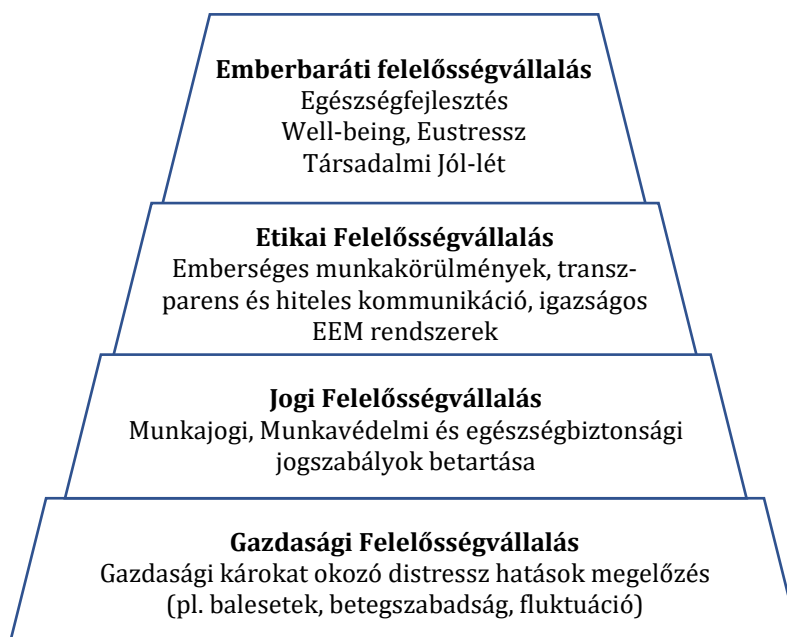 Emberbaráti felelősségvállalás
Egészségfejlesztés
Well-being, Eustressz
Társadalmi Jól-lét
Etikai Felelősségvállalás
Emberséges munkakörülmények, transz-
parens és hiteles kommunikáció, igazságos
EEM rendszerek
Jogi Felelősségvállalás
Munkajogi, Munkavédelmi és egészségbiztonsági
jogszabályok betartása
Gazdasági Felelősségvállalás
Gazdasági károkat okozó distressz hatások megelőzés
(pl. balesetek, betegszabadság, fluktuáció)